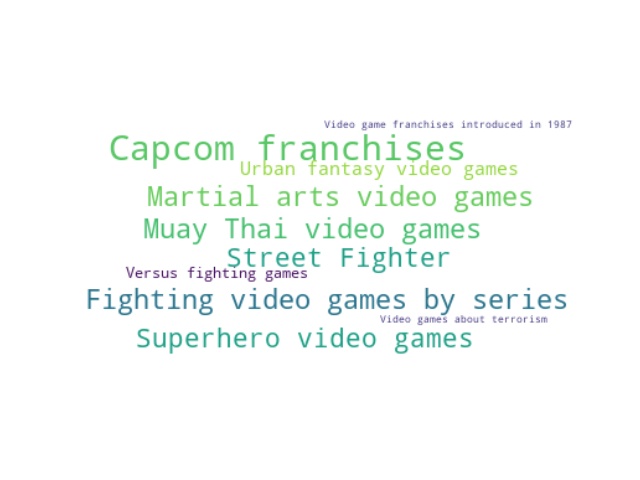 Video game franchises introduced in 1987
Capcom franchises
Urban fantasy video games
Martial arts video games
Muay Thai video games
Street Fighter
Versus fighting games
Fighting video games by series
Video games about terrorism
Superhero video games